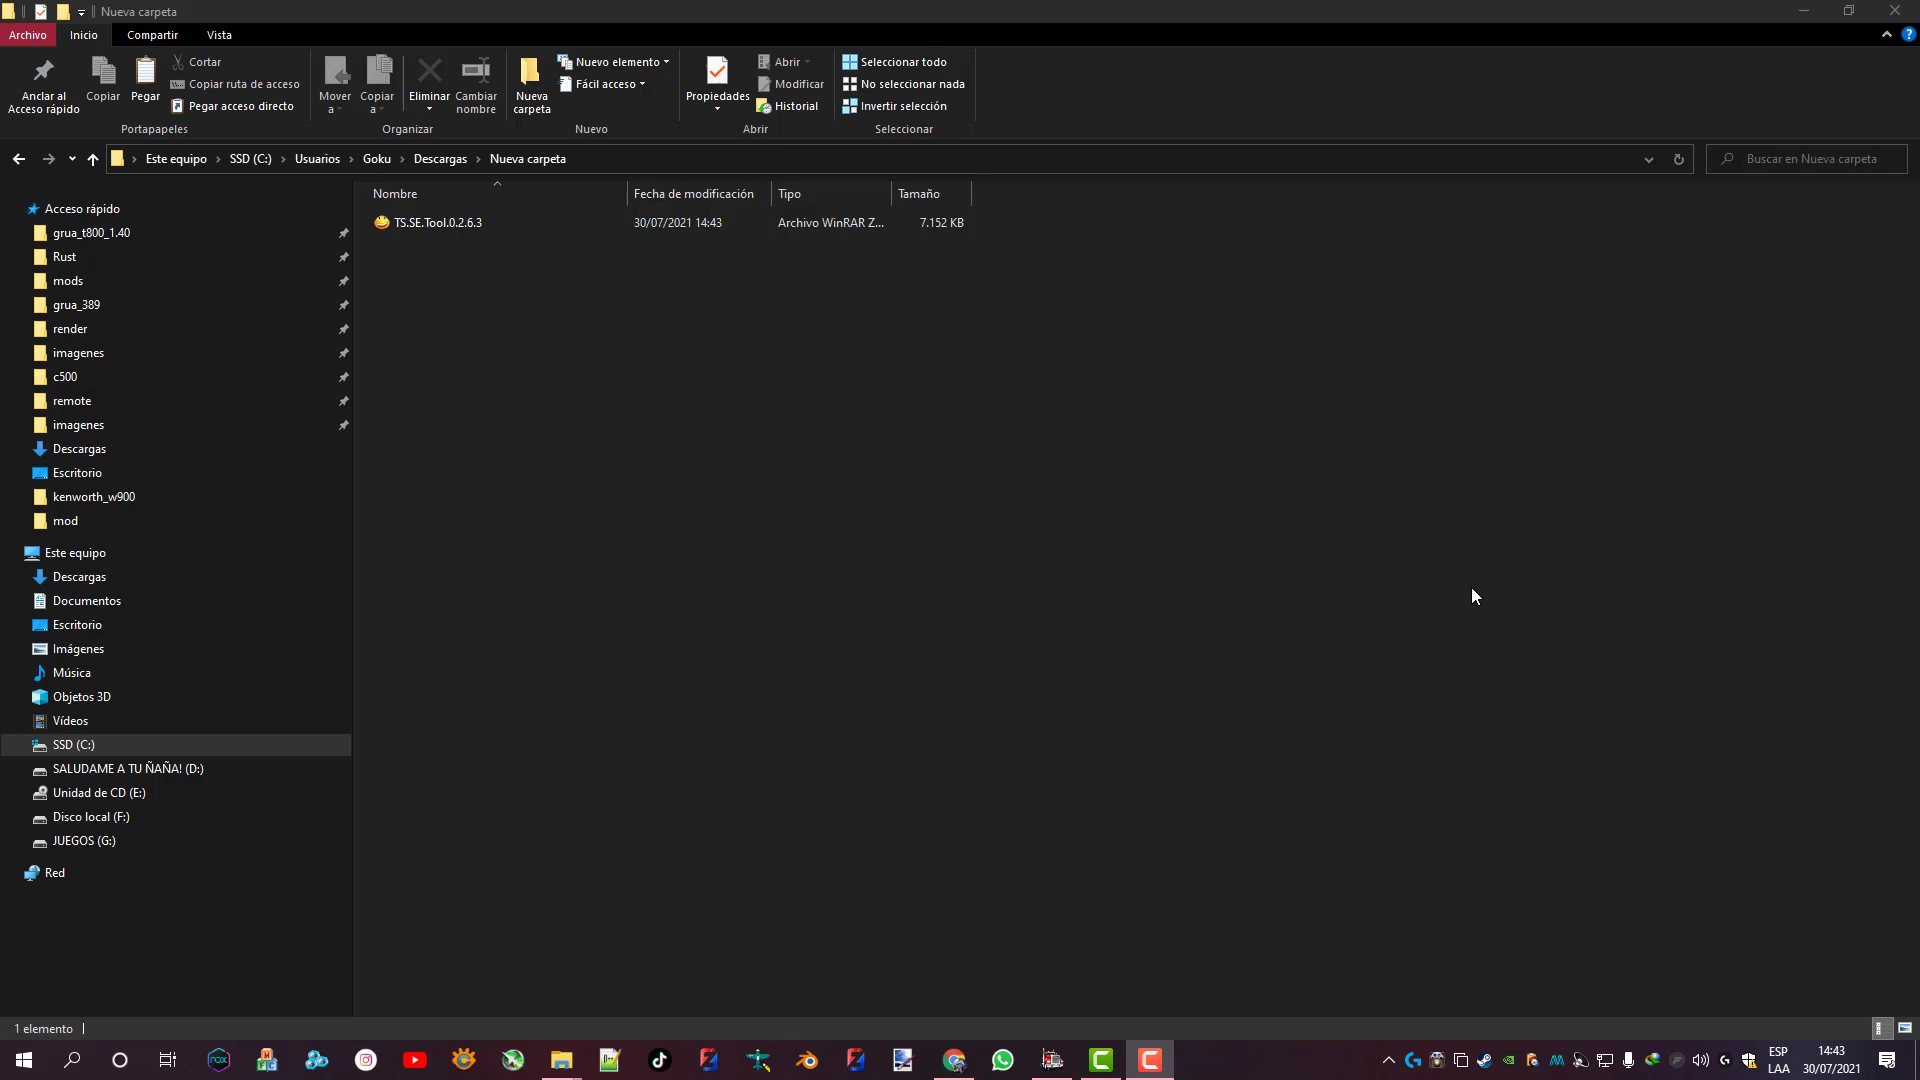 Nueva carpeta
Archivo Inicio Compartir Vista
Anclar al
Acceso rápido
Copiar
Pegar
Cortar
Copiar ruta de acceso
Pegar acceso directo
Portapapeles
Mover
a
Copiar
a
Eliminar
Cambiar
nombre
Organizar
Nueva
carpeta
Nuevo elemento
Fácil acceso
Nuevo
Propiedades
Abrir
Modificar
Historial
Abrir
Seleccionar todo
No seleccionar nada
Invertir selección
Seleccionar
Este equipo > SSD (C:) > Usuarios > Goku > Descargas > Nueva carpeta
Buscar en Nueva carpeta
Nombre Fecha de modificación Tipo Tamaño
TS.SE.Tool.0.2.6.3 30/07/2021 14:43 Archivo WinRAR Z... 7.152 KB
Acceso rápido
grua_t800_1.40
Rust
mods
grua_389
render
imagenes
c500
remote
imagenes
Descargas
Escritorio
kenworth_w900
mod
Este equipo
Descargas
Documentos
Escritorio
Imágenes
Música
Objetos 3D
Vídeos
SSD (C:)
SALUDAME A TU ÑAÑA! (D:)
Unidad de CD (E:)
Disco local (F:)
JUEGOS (G:)
Red
1 elemento
ESP
LAA
14:43
30/07/2021